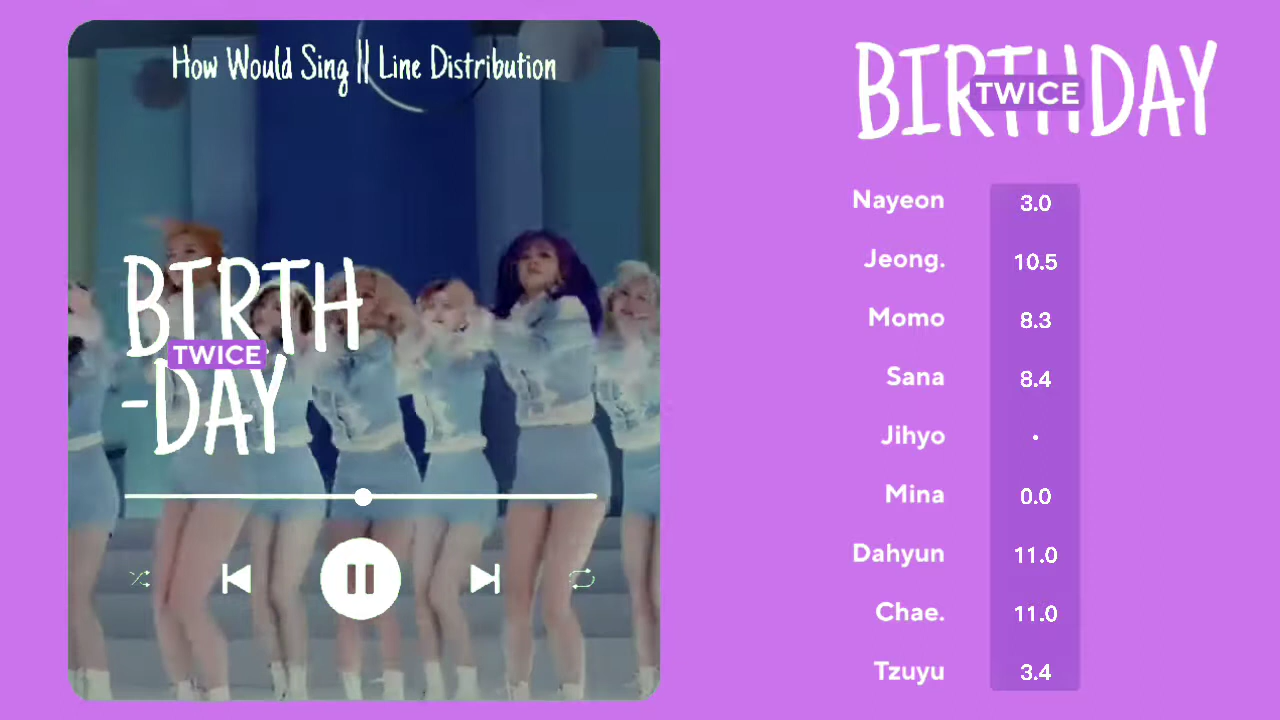 How Would Sing || Line Distribution
BIRTH
TWICE
-DAY
BIRTHDAY
TWICE
Nayeon 3.0
Jeong. 10.5
Momo 8.3
Sana 8.4
Jihyo •
Mina 0.0
Dahyun 11.0
Chae. 11.0
Tzuyu 3.4